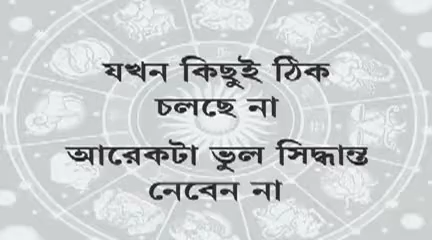 যখন কিছুই ঠিক
চলছে না
আরেকটা ভুল সিদ্ধান্ত
নেবেন না